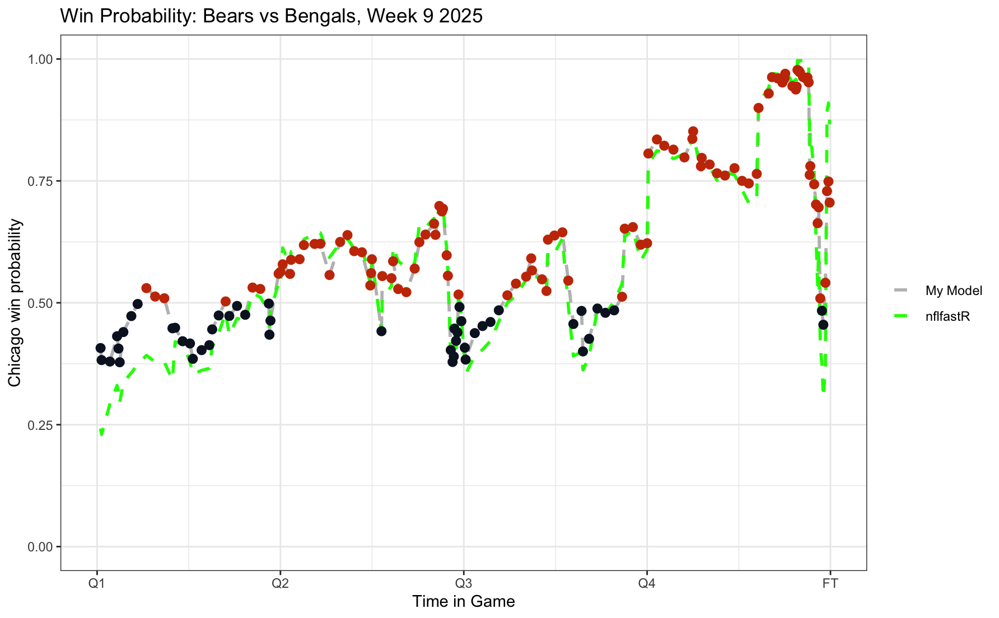 Win Probability: Bears vs Bengals, Week 9 2025
Chicago win probability
1.00
0.75
0.50
0.25
0.00
Q1
Q2
Q3
Q4
FT
Time in Game
My Model
nflfastR